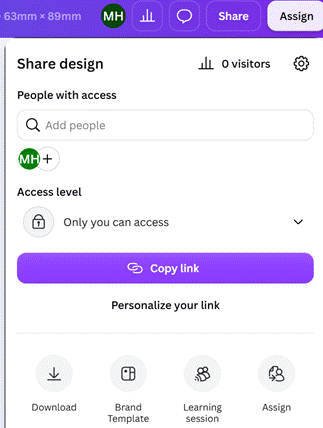 63mm × 89mm MH Share Assign
Share design 0 visitors
People with access
Add people
MH +
Access level
Only you can access
Copy link
Personalize your link
Download Brand Template Learning session Assign